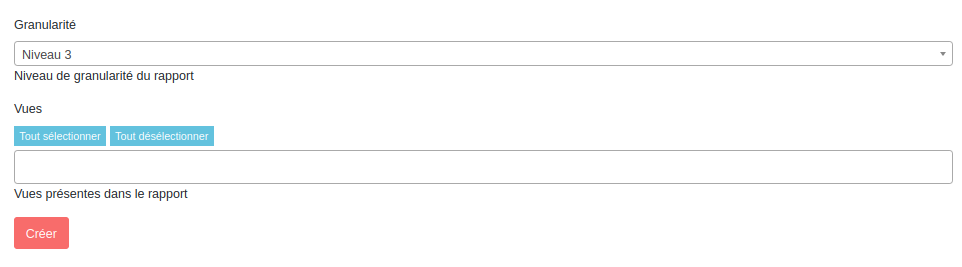 Granularité
Niveau 3
Niveau de granularité du rapport
Vues
Tout sélectionner Tout désélectionner
Vues présentes dans le rapport
Créer